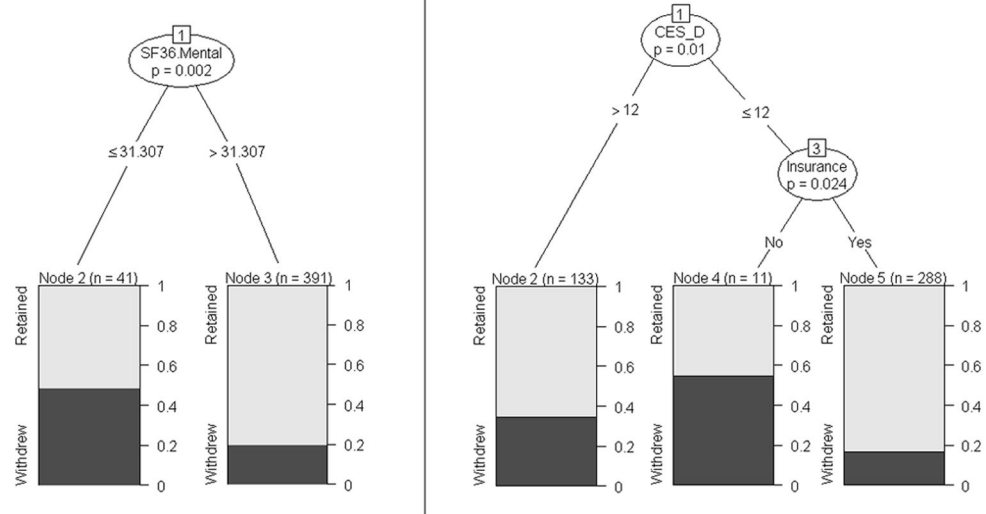 1
SF36.Mental
p = 0.002
≤ 31.307
> 31.307
Node 2 (n = 41)
Retained
Withdrew
1
0.8
0.6
0.4
0.2
0
Node 3 (n = 391)
Retained
Withdrew
1
0.8
0.6
0.4
0.2
0
1
CES_D
p = 0.01
> 12
≤ 12
3
Insurance
p = 0.024
No
Yes
Node 2 (n = 133)
Retained
Withdrew
1
0.8
0.6
0.4
0.2
0
Node 4 (n = 11)
Retained
Withdrew
1
0.8
0.6
0.4
0.2
0
Node 5 (n = 288)
Retained
Withdrew
1
0.8
0.6
0.4
0.2
0